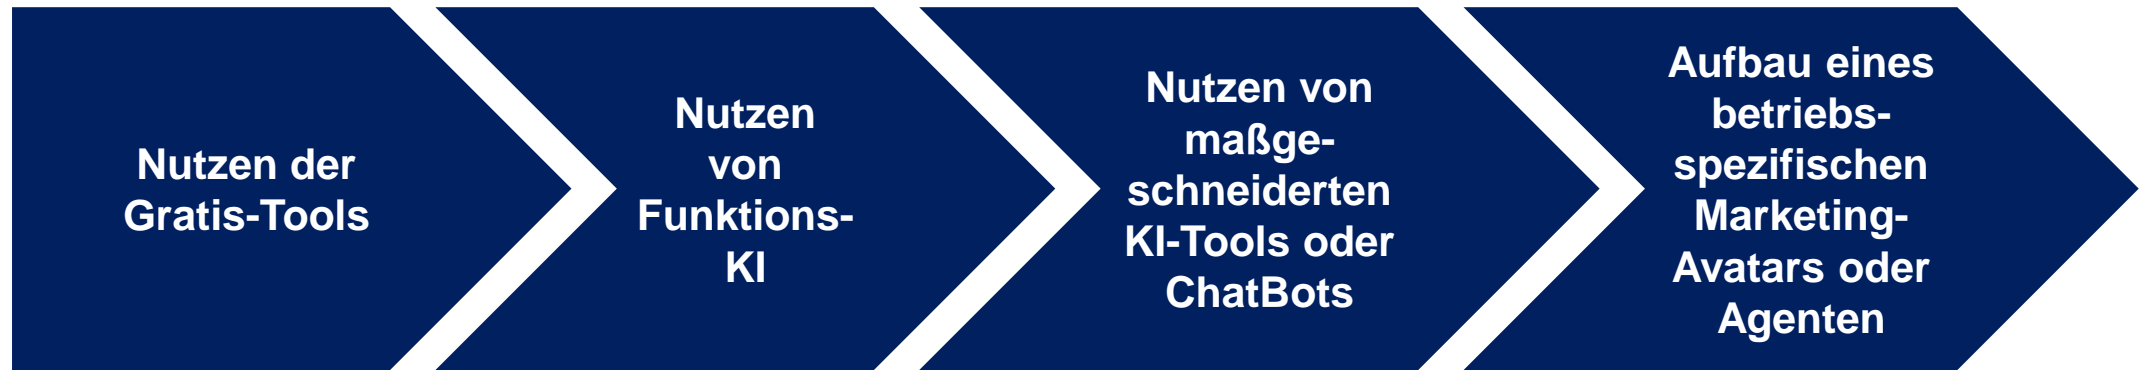 Nutzen der
Gratis-Tools
Nutzen
von
Funktions-
KI
Nutzen von
maßge-
schneiderten
KI-Tools oder
ChatBots
Aufbau eines
betriebs-
spezifischen
Marketing-
Avatars oder
Agenten